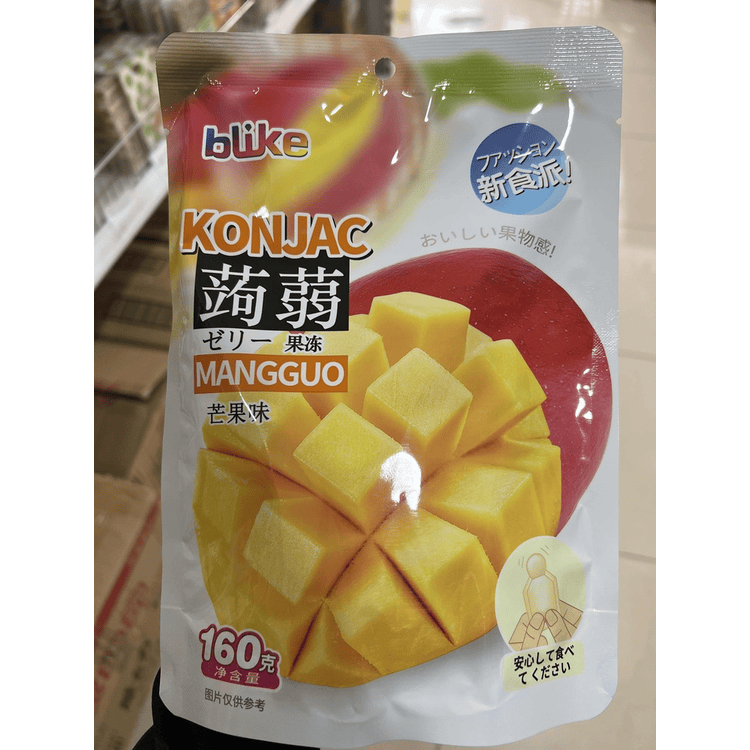 blike
ファッション
新食派!
おいしい果物感!
KONJAC
蒟蒻
ゼリー 果冻
MANGGUO
芒果味
160克
净含量
图片仅供参考
安心して食べ
てください